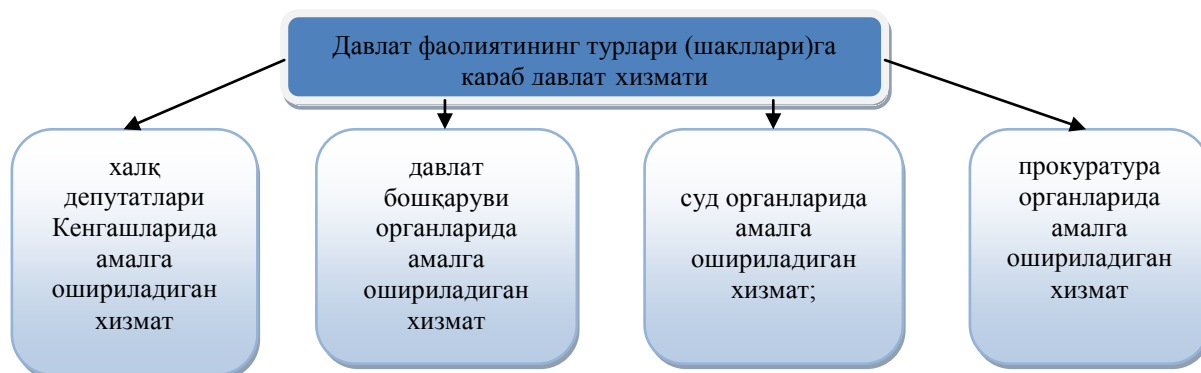 Давлат фаолиятининг турлари (шакллари)га
қараб давлат хизмати
халқ
депутатлари
Кенгашларида
амалга
ошириладиган
хизмат
давлат
бошқаруви
органларида
амалга
ошириладиган
хизмат
суд органларида
амалга
ошириладиган
хизмат;
прокуратура
органларида
амалга
ошириладиган
хизмат